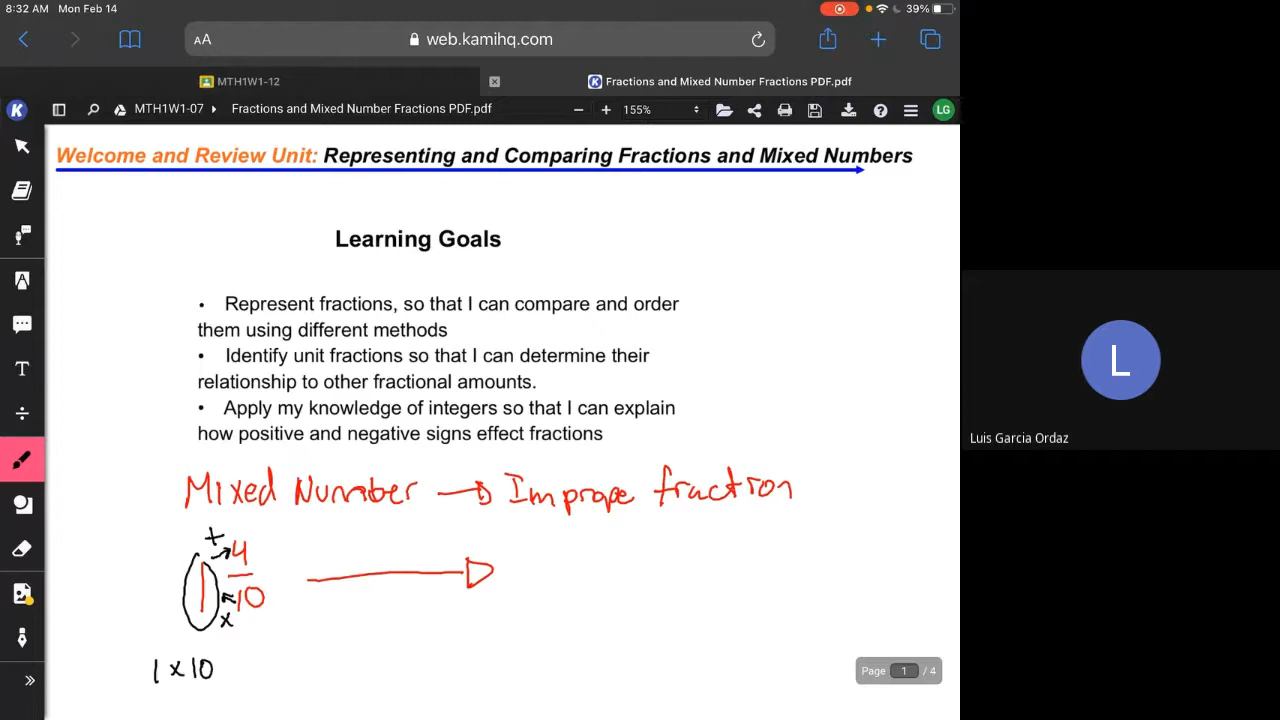 8:32 AM Mon Feb 14
39%
AA
web.kamihq.com
MTH1W1-12
Fractions and Mixed Number Fractions PDF.pdf
MTH1W1-07
Fractions and Mixed Number Fractions PDF.pdf
155%
LG
Welcome and Review Unit: Representing and Comparing Fractions and Mixed Numbers
Learning Goals
• Represent fractions, so that I can compare and order
them using different methods
• Identify unit fractions so that I can determine their
relationship to other fractional amounts.
• Apply my knowledge of integers so that I can explain
how positive and negative signs effect fractions
Mixed Number → Imprope fraction
+
4
1
10
x
1 x 10
Page 1 / 4
L
Luis Garcia Ordaz